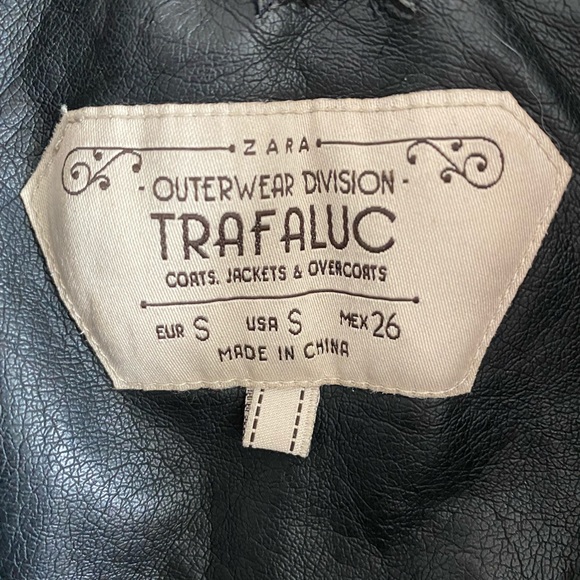 ZARA
- OUTERWEAR DIVISION -
TRAFALUC
COATS, JACKETS & OVERCOATS
EUR S USA S MEX 26
MADE IN CHINA